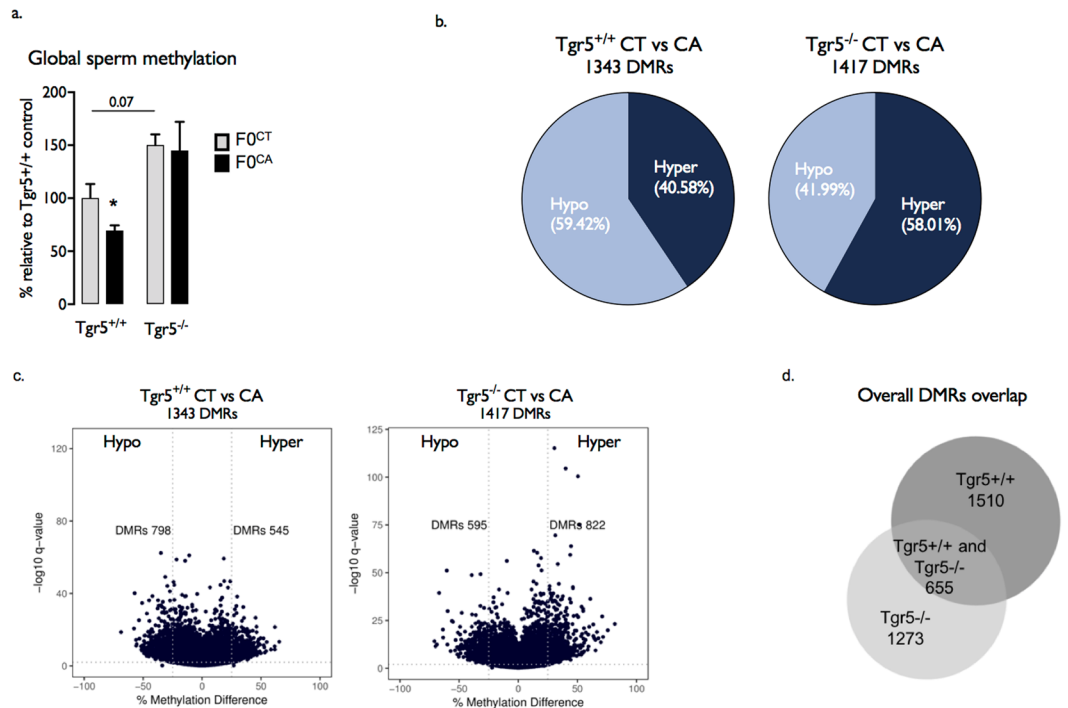 a.
Global sperm methylation
% relative to Tgr5+/+ control
200
150
100
50
0
0.07
*
F0CT
F0CA
Tgr5+/+
Tgr5-/-
b.
Tgr5+/+ CT vs CA
1343 DMRs
Hyper
(40.58%)
Hypo
(59.42%)
Tgr5-/- CT vs CA
1417 DMRs
Hypo
(41.99%)
Hyper
(58.01%)
c.
Tgr5+/+ CT vs CA
1343 DMRs
Hypo
Hyper
DMRs 798
DMRs 545
-log10 q-value
120
80
40
0
-100
-50
0
50
100
% Methylation Difference
Tgr5-/- CT vs CA
1417 DMRs
Hypo
Hyper
DMRs 595
DMRs 822
-log10 q-value
125
100
75
50
25
0
-100
-50
0
50
100
% Methylation Difference
d.
Overall DMRs overlap
Tgr5+/+
1510
Tgr5+/+ and
Tgr5-/-
655
Tgr5-/-
1273